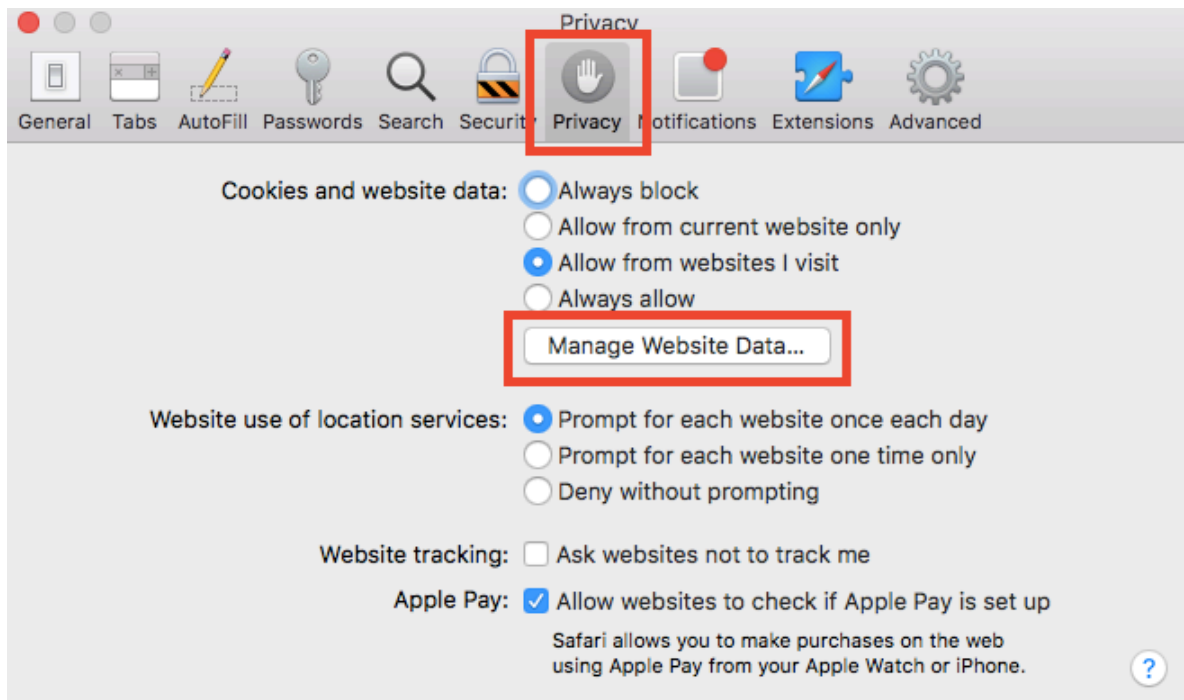 Privacy
General Tabs AutoFill Passwords Search Security Privacy Notifications Extensions Advanced
Cookies and website data: Always block
Allow from current website only
Allow from websites I visit
Always allow
Manage Website Data...
Website use of location services: Prompt for each website once each day
Prompt for each website one time only
Deny without prompting
Website tracking: Ask websites not to track me
Apple Pay: Allow websites to check if Apple Pay is set up
Safari allows you to make purchases on the web
using Apple Pay from your Apple Watch or iPhone.
?